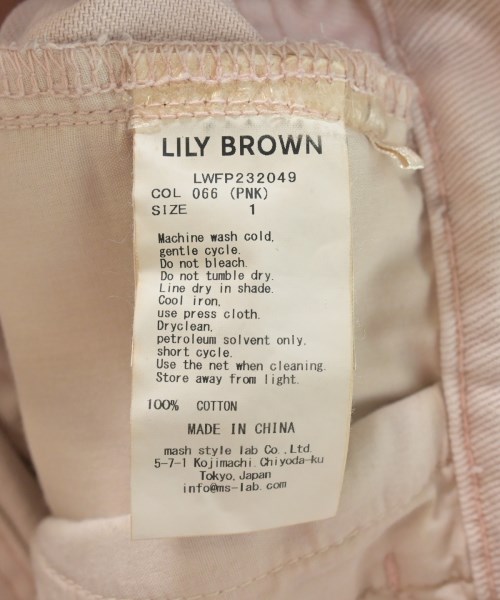 LILY BROWN
LWFP232049
COL 066 (PNK)
SIZE 1
Machine wash cold,
gentle cycle.
Do not bleach.
Do not tumble dry.
Line dry in shade.
Cool iron,
use press cloth.
Dryclean,
petroleum solvent only,
short cycle.
Use the net when cleaning.
Store away from light.
100% COTTON
MADE IN CHINA
mash style lab Co.,Ltd.
5-7-1 Kojimachi.Chiyoda-ku
Tokyo,Japan
info@ms-lab.com